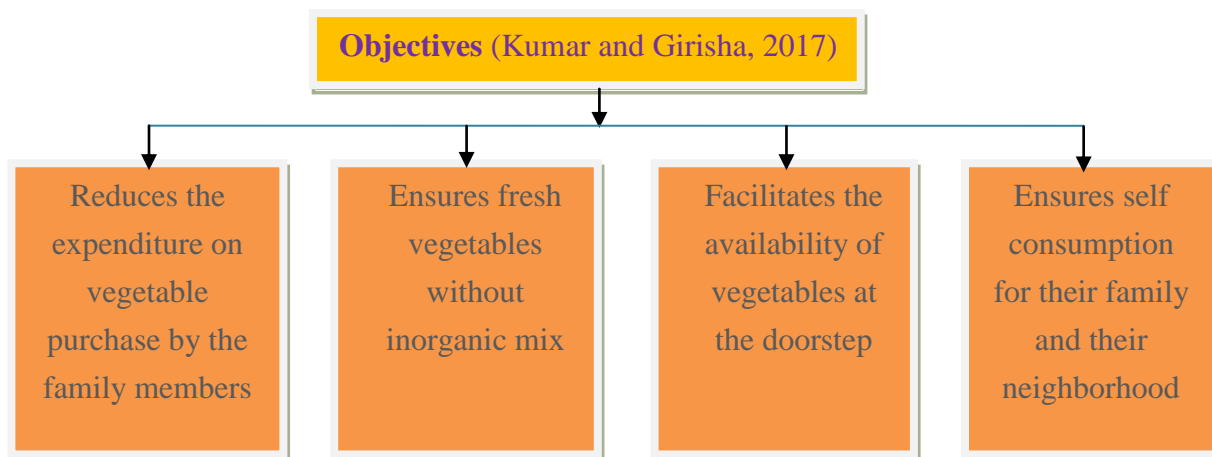 Objectives (Kumar and Girisha, 2017)
Reduces the
expenditure on
vegetable
purchase by the
family members
Ensures fresh
vegetables
without
inorganic mix
Facilitates the
availability of
vegetables at
the doorstep
Ensures self
consumption
for their family
and their
neighborhood